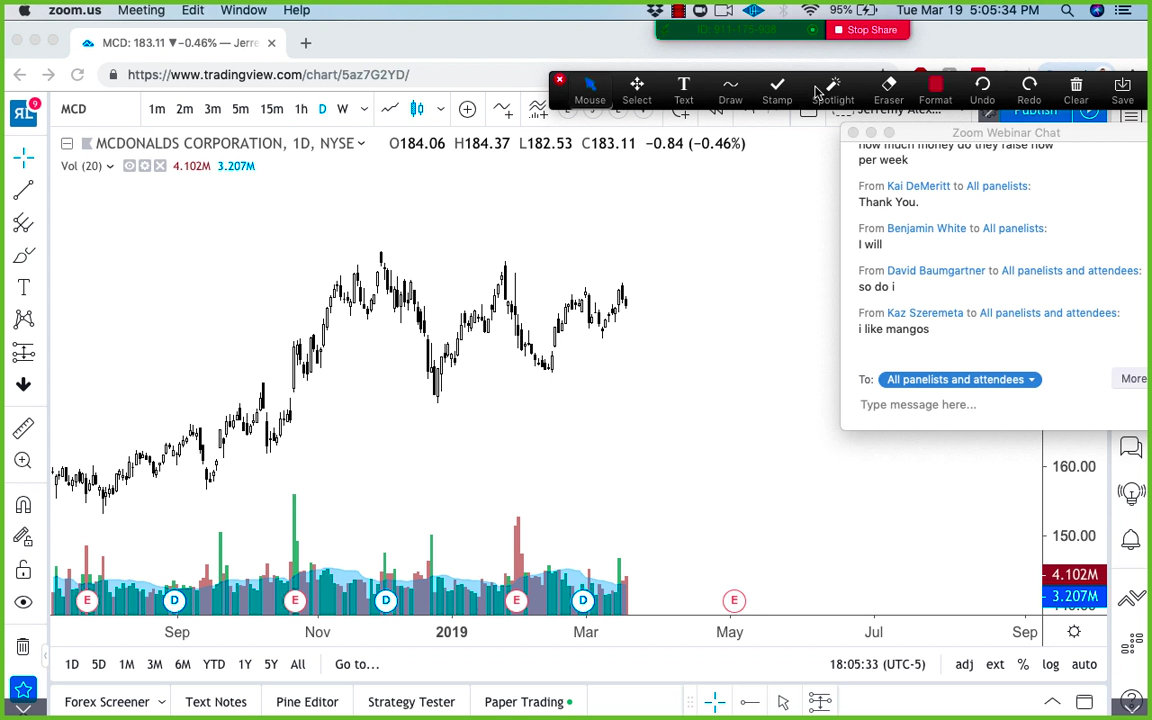 zoom.us Meeting Edit Window Help 95% Tue Mar 19 5:05:34 PM
ID: 911-175-938 Stop Share
MCD: 183.11 ▼−0.46% — Jerre
https://www.tradingview.com/chart/5az7G2YD/
Mouse Select Text Draw Stamp Spotlight Eraser Format Undo Redo Clear Save
9
MCD 1m 2m 3m 5m 15m 1h D W Jeremy Alex... Publish
Zoom Webinar Chat
MCDONALDS CORPORATION, 1D, NYSE O184.06 H184.37 L182.53 C183.11 −0.84 (−0.46%)
Vol (20) 4.102M 3.207M
how much money do they raise now
per week
From Kai DeMeritt to All panelists:
Thank You.
From Benjamin White to All panelists:
I will
From David Baumgartner to All panelists and attendees:
so do i
From Kaz Szeremeta to All panelists and attendees:
i like mangos
To: All panelists and attendees More
Type message here...
160.00
150.00
4.102M
3.207M
E D E D E D E
Sep Nov 2019 Mar May Jul Sep
1D 5D 1M 3M 6M YTD 1Y 5Y All Go to... 18:05:33 (UTC-5) adj ext % log auto
Forex Screener Text Notes Pine Editor Strategy Tester Paper Trading